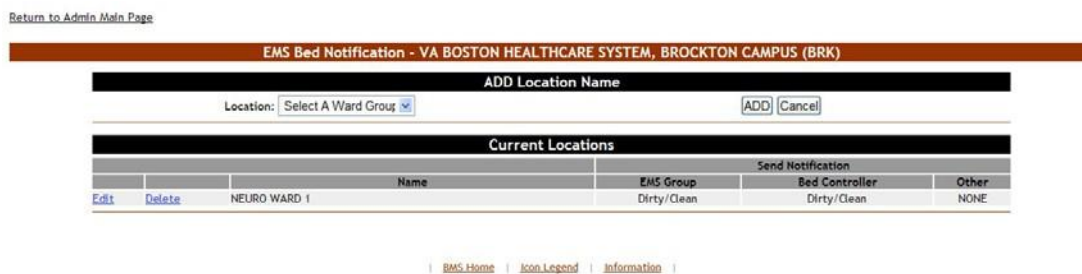 Return to Admin Main Page
EMS Bed Notification - VA BOSTON HEALTHCARE SYSTEM, BROCKTON CAMPUS (BRK)
ADD Location Name
Location: Select A Ward Group ADD Cancel
Current Locations
Send Notification
Name EMS Group Bed Controller Other
Edit Delete NEURO WARD 1 Dirty/Clean Dirty/Clean NONE
| BMS Home | Icon Legend | Information |